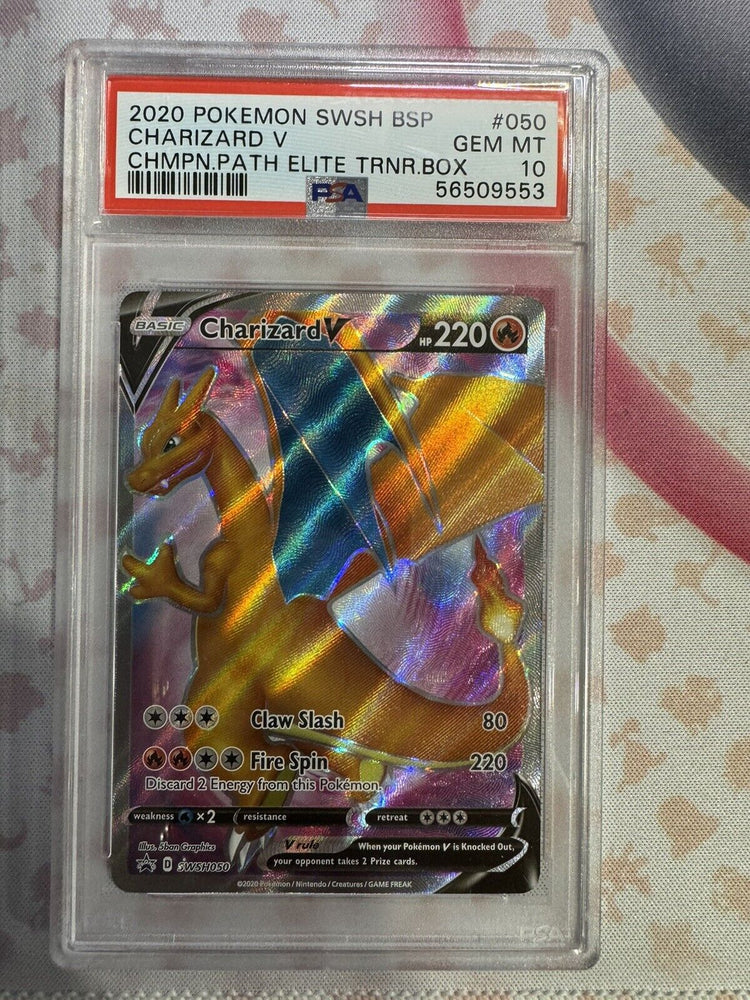 2020 POKEMON SWSH BSP #050
CHARIZARD V GEM MT
CHMPN.PATH ELITE TRNR.BOX 10
PSA 56509553
BASIC Charizard V HP 220
Claw Slash 80
Fire Spin 220
Discard 2 Energy from this Pokémon.
weakness ×2 resistance retreat
Illus. 5ban Graphics
V rule When your Pokémon V is Knocked Out,
your opponent takes 2 Prize cards.
D SWSH050
©2020 Pokémon / Nintendo / Creatures / GAME FREAK
PSA